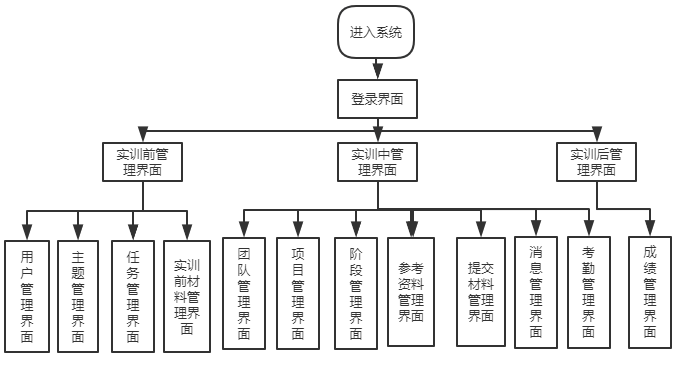 进入系统
登录界面
实训前管
理界面
实训中管
理界面
实训后管
理界面
用
户
管
理
界
面
主
题
管
理
界
面
任
务
管
理
界
面
实训
前材
料管
理界
面
团
队
管
理
界
面
项
目
管
理
界
面
阶
段
管
理
界
面
参考
资料
管理
界面
提交
材料
管理
界面
消
息
管
理
界
面
考
勤
管
理
界
面
成
绩
管
理
界
面